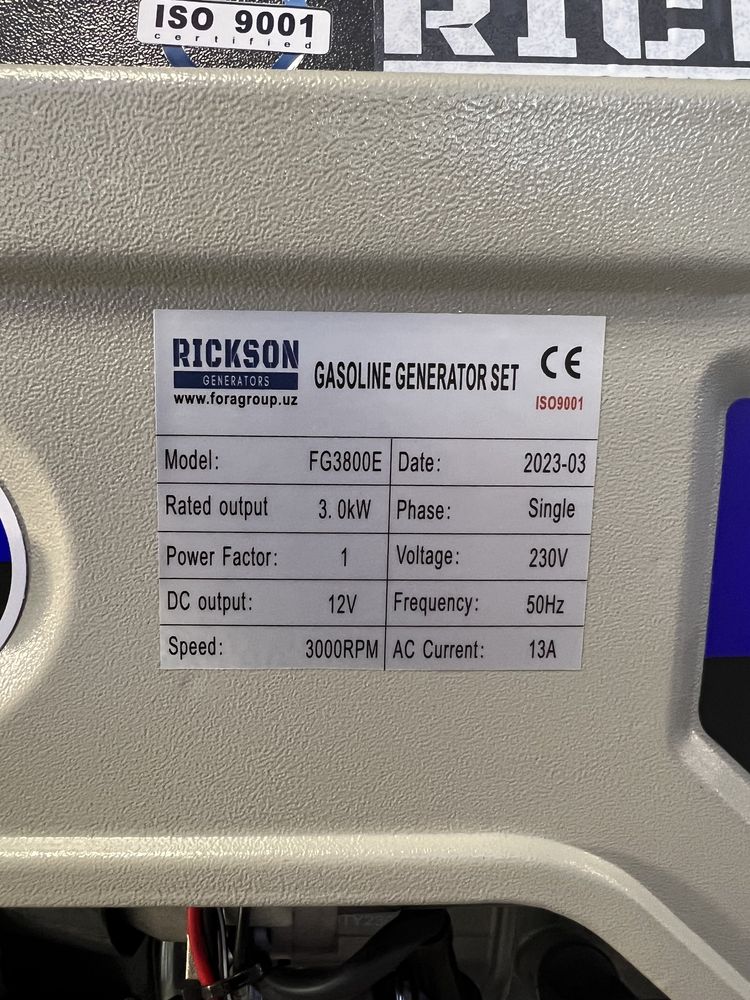 ISO 9001
certified
RICKSON
GENERATORS
www.foragroup.uz
GASOLINE GENERATOR SET
CE
ISO9001
Model: FG3800E Date: 2023-03
Rated output 3.0kW Phase: Single
Power Factor: 1 Voltage: 230V
DC output: 12V Frequency: 50Hz
Speed: 3000RPM AC Current: 13A